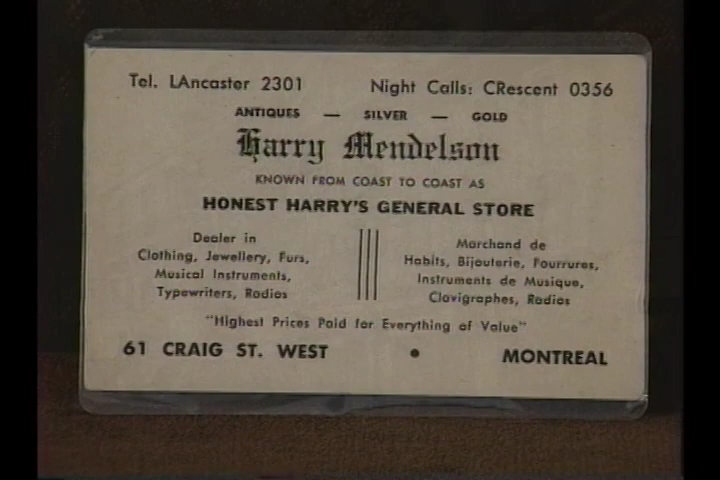 Tel. LAncaster 2301 Night Calls: CRescent 0356
ANTIQUES — SILVER — GOLD
Harry Mendelson
KNOWN FROM COAST TO COAST AS
HONEST HARRY'S GENERAL STORE
Dealer in
Clothing, Jewellery, Furs,
Musical Instruments,
Typewriters, Radios
Marchand de
Habits, Bijouterie, Fourrures,
Instruments de Musique,
Clavigraphes, Radios
"Highest Prices Paid for Everything of Value"
61 CRAIG ST. WEST • MONTREAL